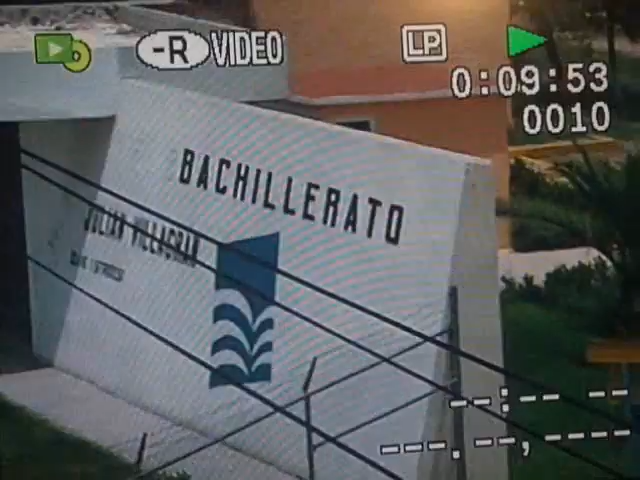 -R VIDEO LP
0:09:53
0010
BACHILLERATO
JULIAN VILLAGRAN
--:-- --
---.--,----